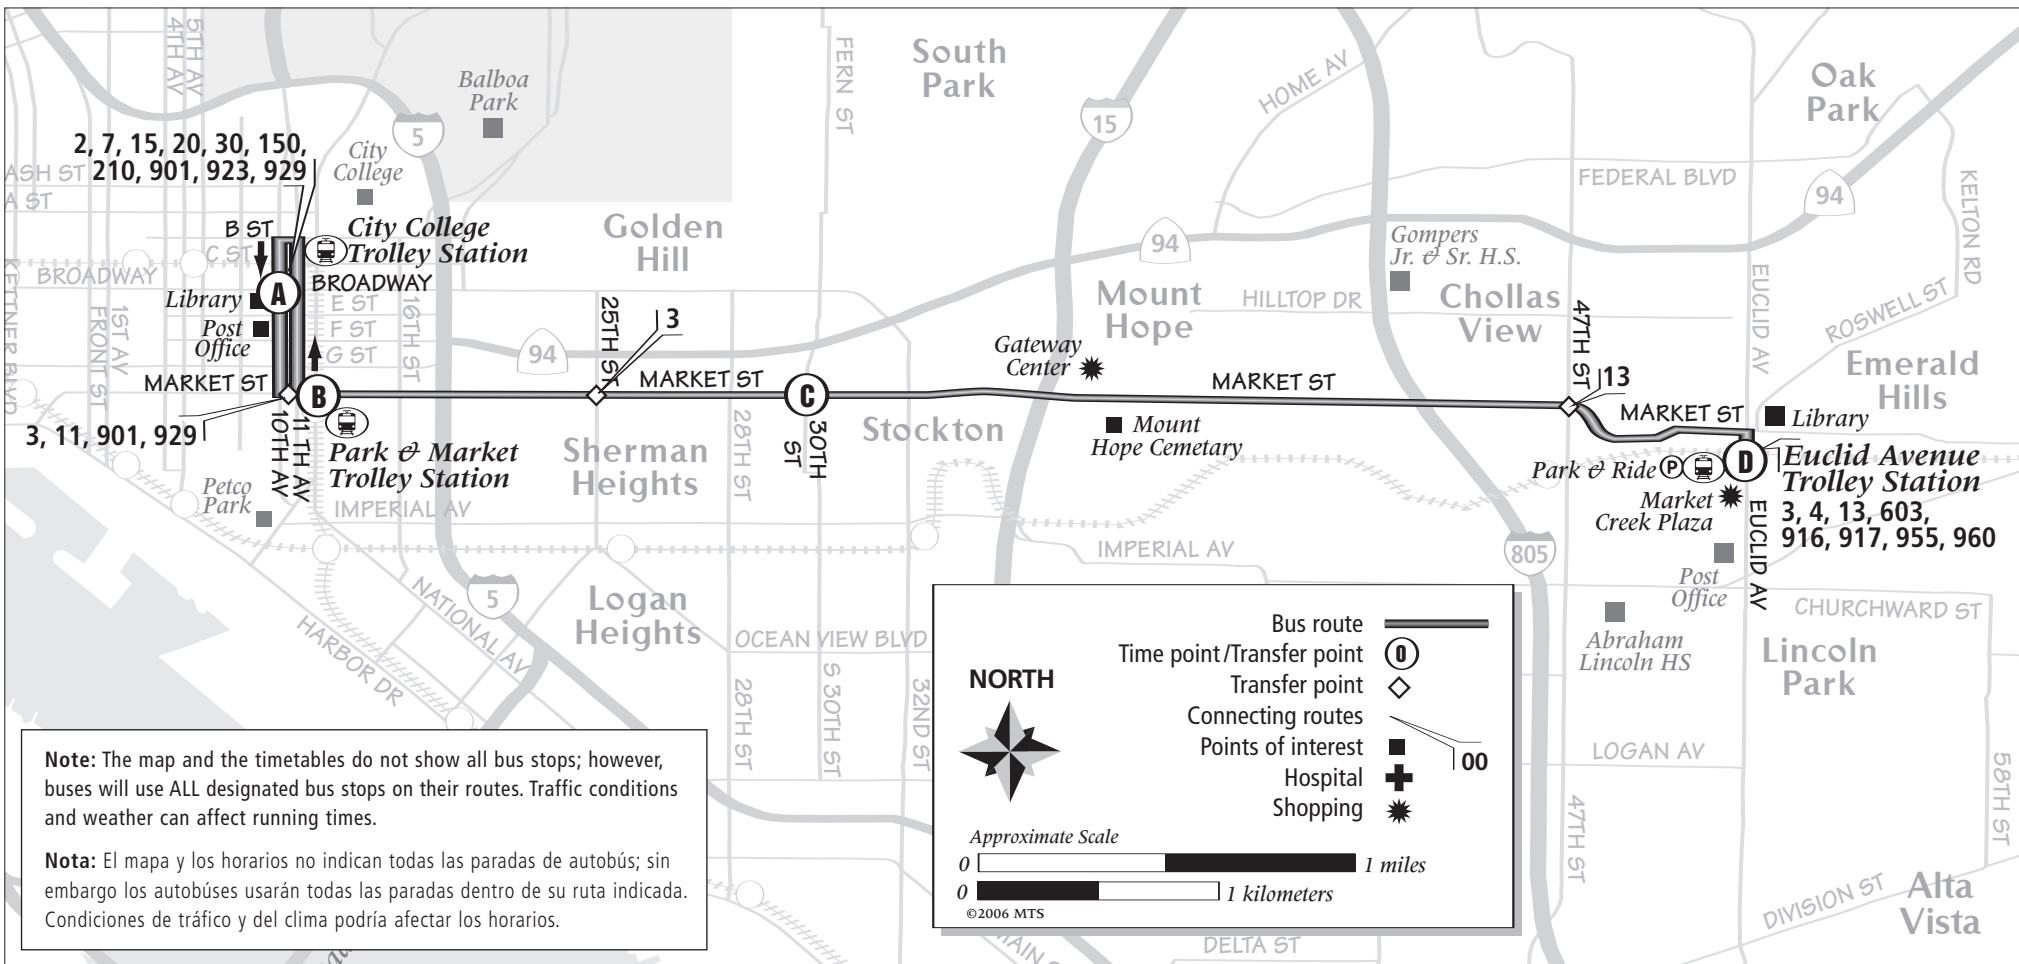 4TH AV
5TH AV
Balboa
Park
FERN ST
South
Park
HOME AV
Oak
Park
15
5
2, 7, 15, 20, 30, 150,
210, 901, 923, 929
City
College
ASH ST
A ST
FEDERAL BLVD
94
KELTON RD
B ST
C ST
City College
Trolley Station
Golden
Hill
94
Gompers
Jr. & Sr. H.S.
KETTNER BLVD
BROADWAY
A
BROADWAY
Library
E ST
F ST
G ST
Post
Office
1ST AV
FRONT ST
16TH ST
25TH ST
3
94
Mount
Hope
HILLTOP DR
Chollas
View
47TH ST
EUCLID AV
ROSWELL ST
Gateway
Center
Emerald
Hills
MARKET ST
B
MARKET ST
C
MARKET ST
13
MARKET ST
Library
3, 11, 901, 929
10TH AV
11TH AV
Park & Market
Trolley Station
Sherman
Heights
28TH ST
30TH
ST
Stockton
Mount
Hope Cemetary
Park & Ride
P
D
Euclid Avenue
Trolley Station
3, 4, 13, 603,
916, 917, 955, 960
Market
Creek Plaza
Petco
Park
IMPERIAL AV
IMPERIAL AV
805
EUCLID AV
Post
Office
5
NATIONAL AV
HARBOR DR
Logan
Heights
OCEAN VIEW BLVD
28TH ST
S 30TH ST
32ND ST
Abraham
Lincoln HS
CHURCHWARD ST
Lincoln
Park
LOGAN AV
47TH ST
58TH ST
DIVISION ST
Alta
Vista
DELTA ST
MAIN
NORTH
Bus route
Time point/Transfer point
0
Transfer point
Connecting routes
00
Points of interest
Hospital
Shopping
Approximate Scale
0
1 miles
0
1 kilometers
©2006 MTS
Note: The map and the timetables do not show all bus stops; however,
buses will use ALL designated bus stops on their routes. Traffic conditions
and weather can affect running times.
Nota: El mapa y los horarios no indican todas las paradas de autobús; sin
embargo los autobúses usarán todas las paradas dentro de su ruta indicada.
Condiciones de tráfico y del clima podría afectar los horarios.